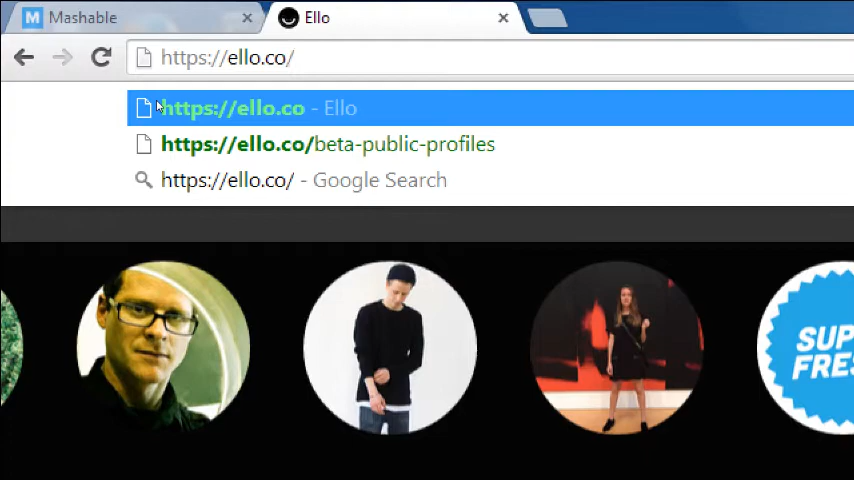 M Mashable
Ello
https://ello.co/
https://ello.co - Ello
https://ello.co/beta-public-profiles
https://ello.co/ - Google Search
SUP
FRES